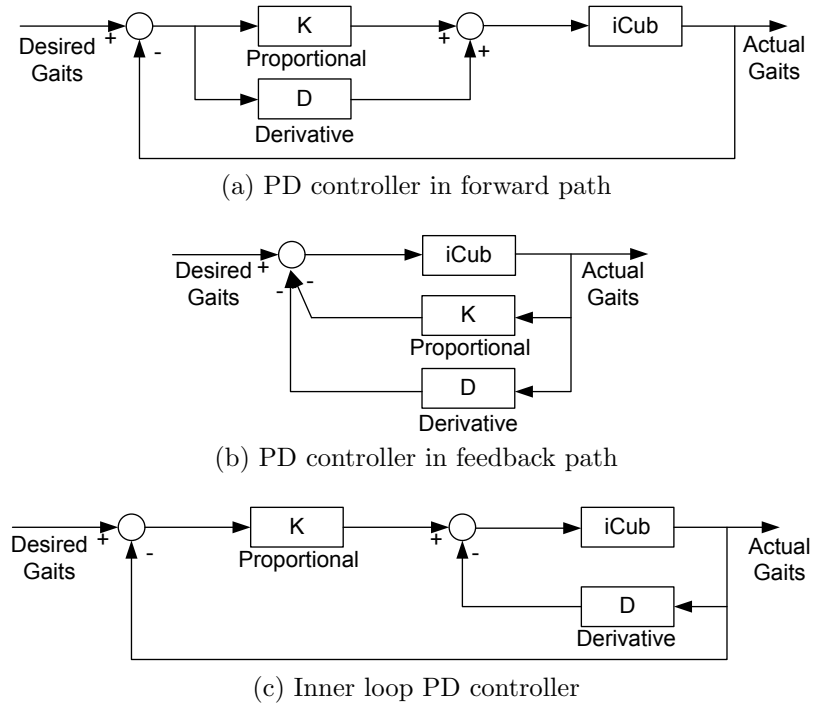 Desired
Gaits
+
-
K
Proportional
D
Derivative
+
+
iCub
Actual
Gaits
(a) PD controller in forward path
Desired
Gaits
+
-
-
iCub
Actual
Gaits
K
Proportional
D
Derivative
(b) PD controller in feedback path
Desired
Gaits
+
-
K
Proportional
+
-
iCub
D
Derivative
Actual
Gaits
(c) Inner loop PD controller